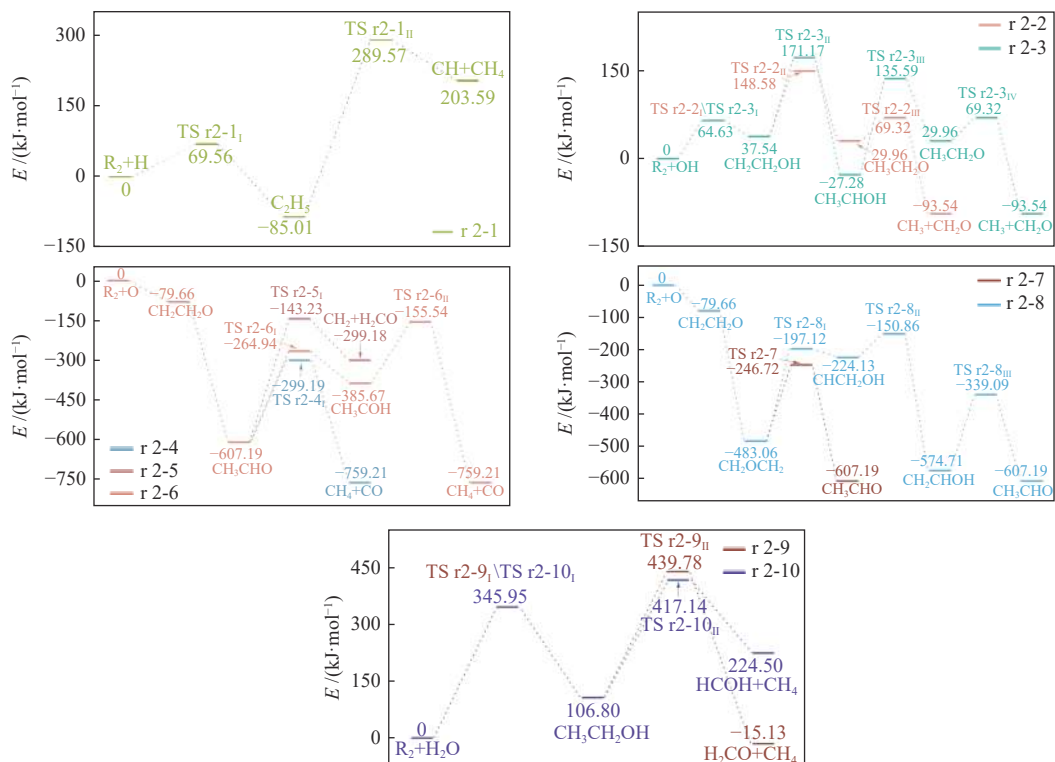 E /(kJ·mol⁻¹)
300
150
0
−150
TS r2-1II
289.57
CH+CH₄
203.59
TS r2-1I
69.56
R₂+H
0
C₂H₅
−85.01
r 2-1
E /(kJ·mol⁻¹)
150
0
−150
r 2-2
r 2-3
TS r2-3II
171.17
TS r2-3III
135.59
TS r2-2II
148.58
TS r2-3IV
69.32
TS r2-2I\TS r2-3I
64.63
TS r2-2III
69.32
0
R₂+OH
37.54
CH₂CH₂OH
29.96
CH₃CH₂O
29.96
CH₃CH₂O
−27.28
CH₃CHOH
−93.54
CH₃+CH₂O
−93.54
CH₃+CH₂O
E /(kJ·mol⁻¹)
0
−150
−300
−450
−600
−750
0
R₂+O
−79.66
CH₂CH₂O
TS r2-5I
−143.23
TS r2-6II
−155.54
CH₂+H₂CO
−299.18
TS r2-6I
−264.94
−299.19
TS r2-4I
−385.67
CH₃COH
−607.19
CH₃CHO
−759.21
CH₄+CO
−759.21
CH₄+CO
r 2-4
r 2-5
r 2-6
E /(kJ·mol⁻¹)
0
−100
−200
−300
−400
−500
−600
r 2-7
r 2-8
0
R₂+O
−79.66
CH₂CH₂O
TS r2-8I
−197.12
TS r2-8II
−150.86
TS r2-7
−246.72
−224.13
CHCH₂OH
TS r2-8III
−339.09
−483.06
CH₂OCH₂
−607.19
CH₃CHO
−574.71
CH₂CHOH
−607.19
CH₃CHO
E /(kJ·mol⁻¹)
450
300
150
0
r 2-9
r 2-10
TS r2-9II
439.78
TS r2-9I\TS r2-10I
345.95
417.14
TS r2-10II
224.50
HCOH+CH₄
106.80
CH₃CH₂OH
0
R₂+H₂O
−15.13
H₂CO+CH₄